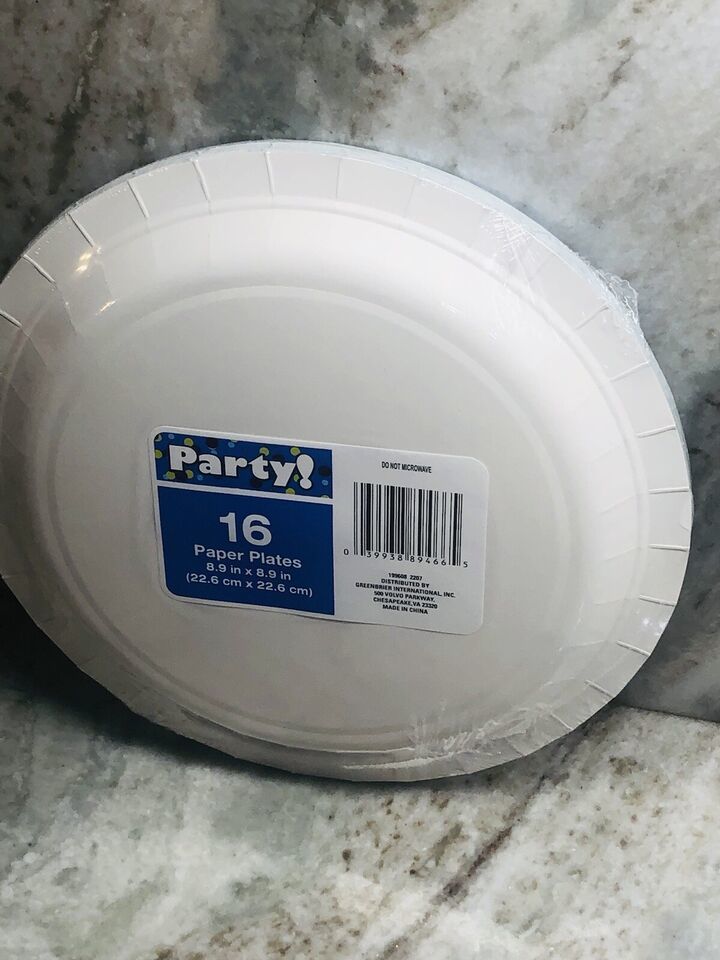 Party!
16
Paper Plates
8.9 in x 8.9 in
(22.6 cm x 22.6 cm)
DO NOT MICROWAVE
0 39938 89466 5
199608 2207
DISTRIBUTED BY
GREENBRIER INTERNATIONAL, INC.
500 VOLVO PARKWAY,
CHESAPEAKE, VA 23320
MADE IN CHINA